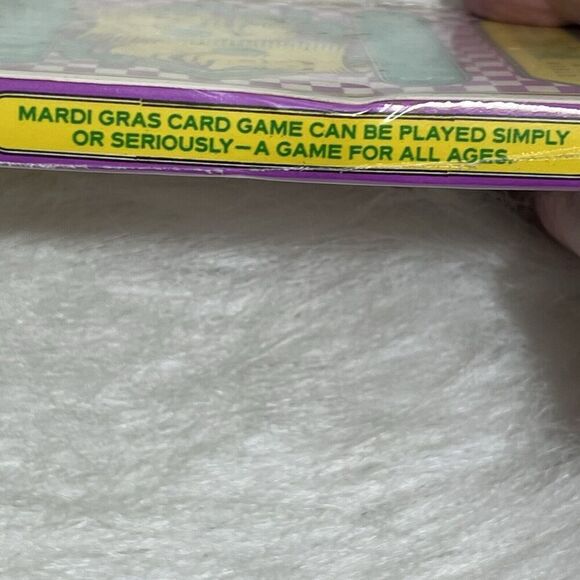 MARDI GRAS CARD GAME CAN BE PLAYED SIMPLY
OR SERIOUSLY—A GAME FOR ALL AGES.